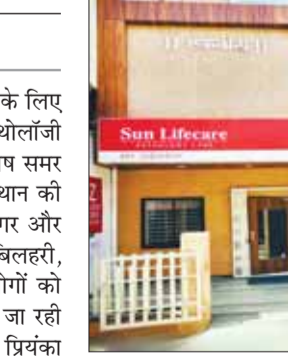 के लिए
थोलॉजी
ष समर
थान की
गर और
बिलहरी,
ोगों को
जा रही
प्रियंका
Sun Lifecare